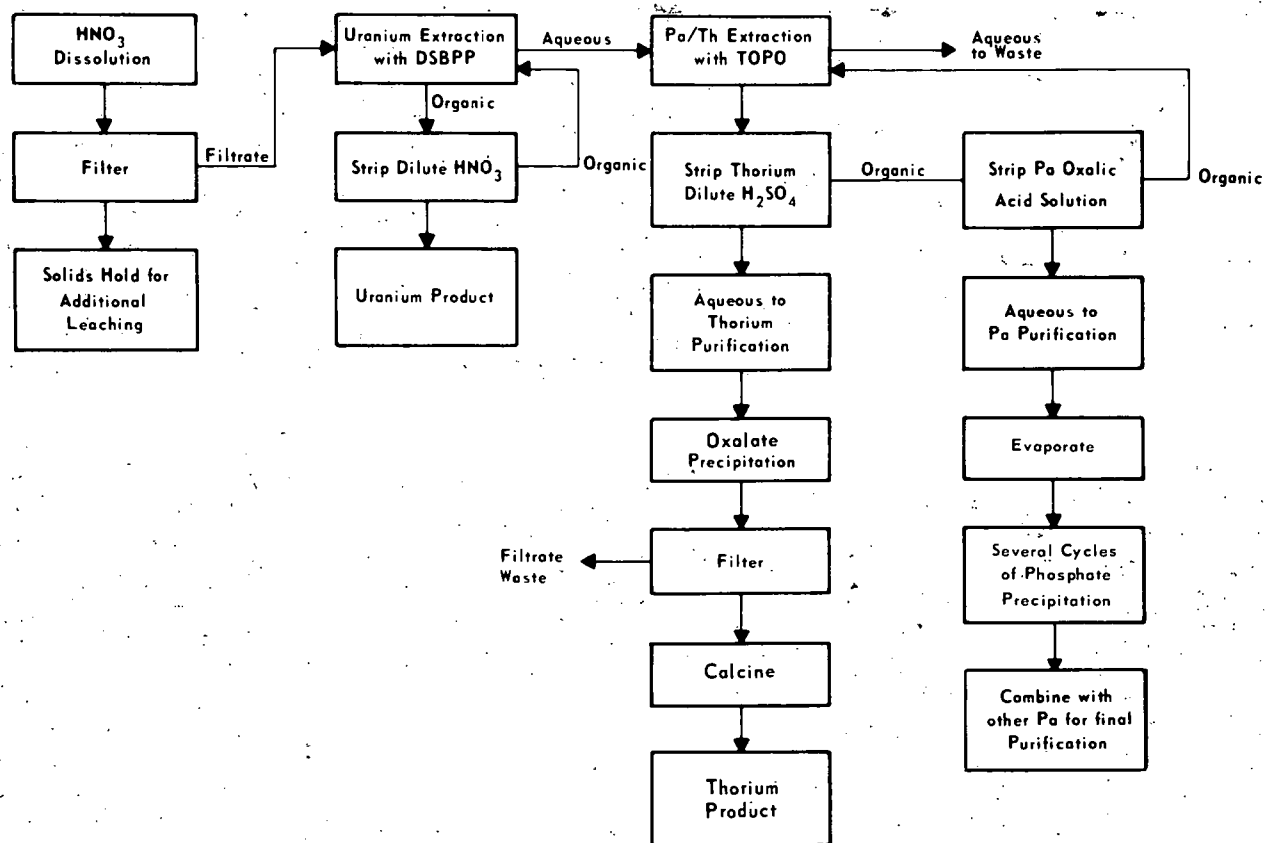 HNO3
Dissolution
Filter
Filtrate
Solids Hold for
Additional
Leaching
Uranium Extraction
with DSBPP
Aqueous
Organic
Strip Dilute HNO3
Organic
Uranium Product
Pa/Th Extraction
with TOPO
Aqueous
to Waste
Strip Thorium
Dilute H2SO4
Organic
Strip Pa Oxalic
Acid Solution
Organic
Aqueous to
Thorium
Purification
Oxalate
Precipitation
Filter
Filtrate
Waste
Calcine
Thorium
Product
Aqueous to
Pa Purification
Evaporate
Several Cycles
of Phosphate
Precipitation
Combine with
other Pa for final
Purification